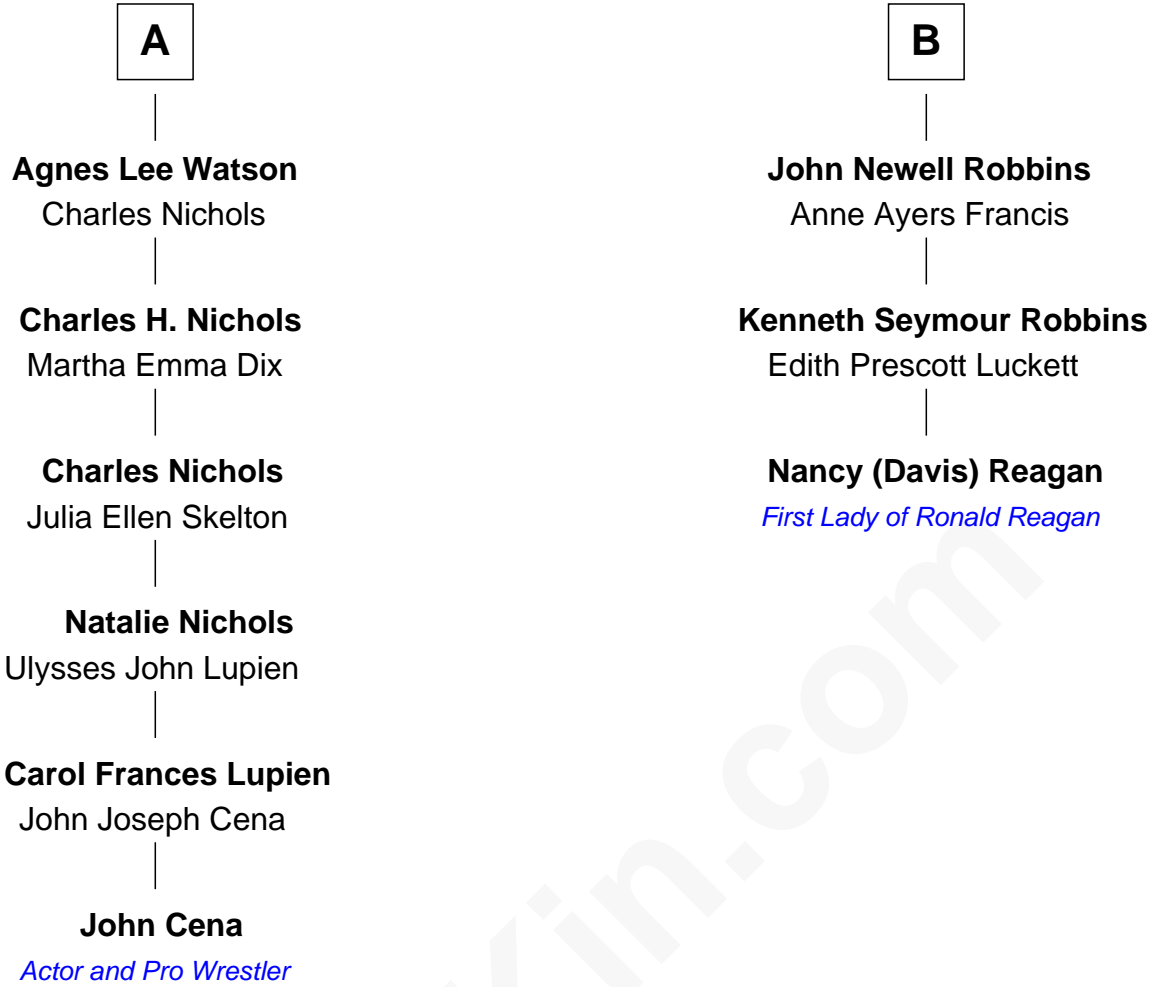 A
Agnes Lee Watson
Charles Nichols
Charles H. Nichols
Martha Emma Dix
Charles Nichols
Julia Ellen Skelton
Natalie Nichols
Ulysses John Lupien
Carol Frances Lupien
John Joseph Cena
John Cena
Actor and Pro Wrestler
B
John Newell Robbins
Anne Ayers Francis
Kenneth Seymour Robbins
Edith Prescott Luckett
Nancy (Davis) Reagan
First Lady of Ronald Reagan
Kin.com